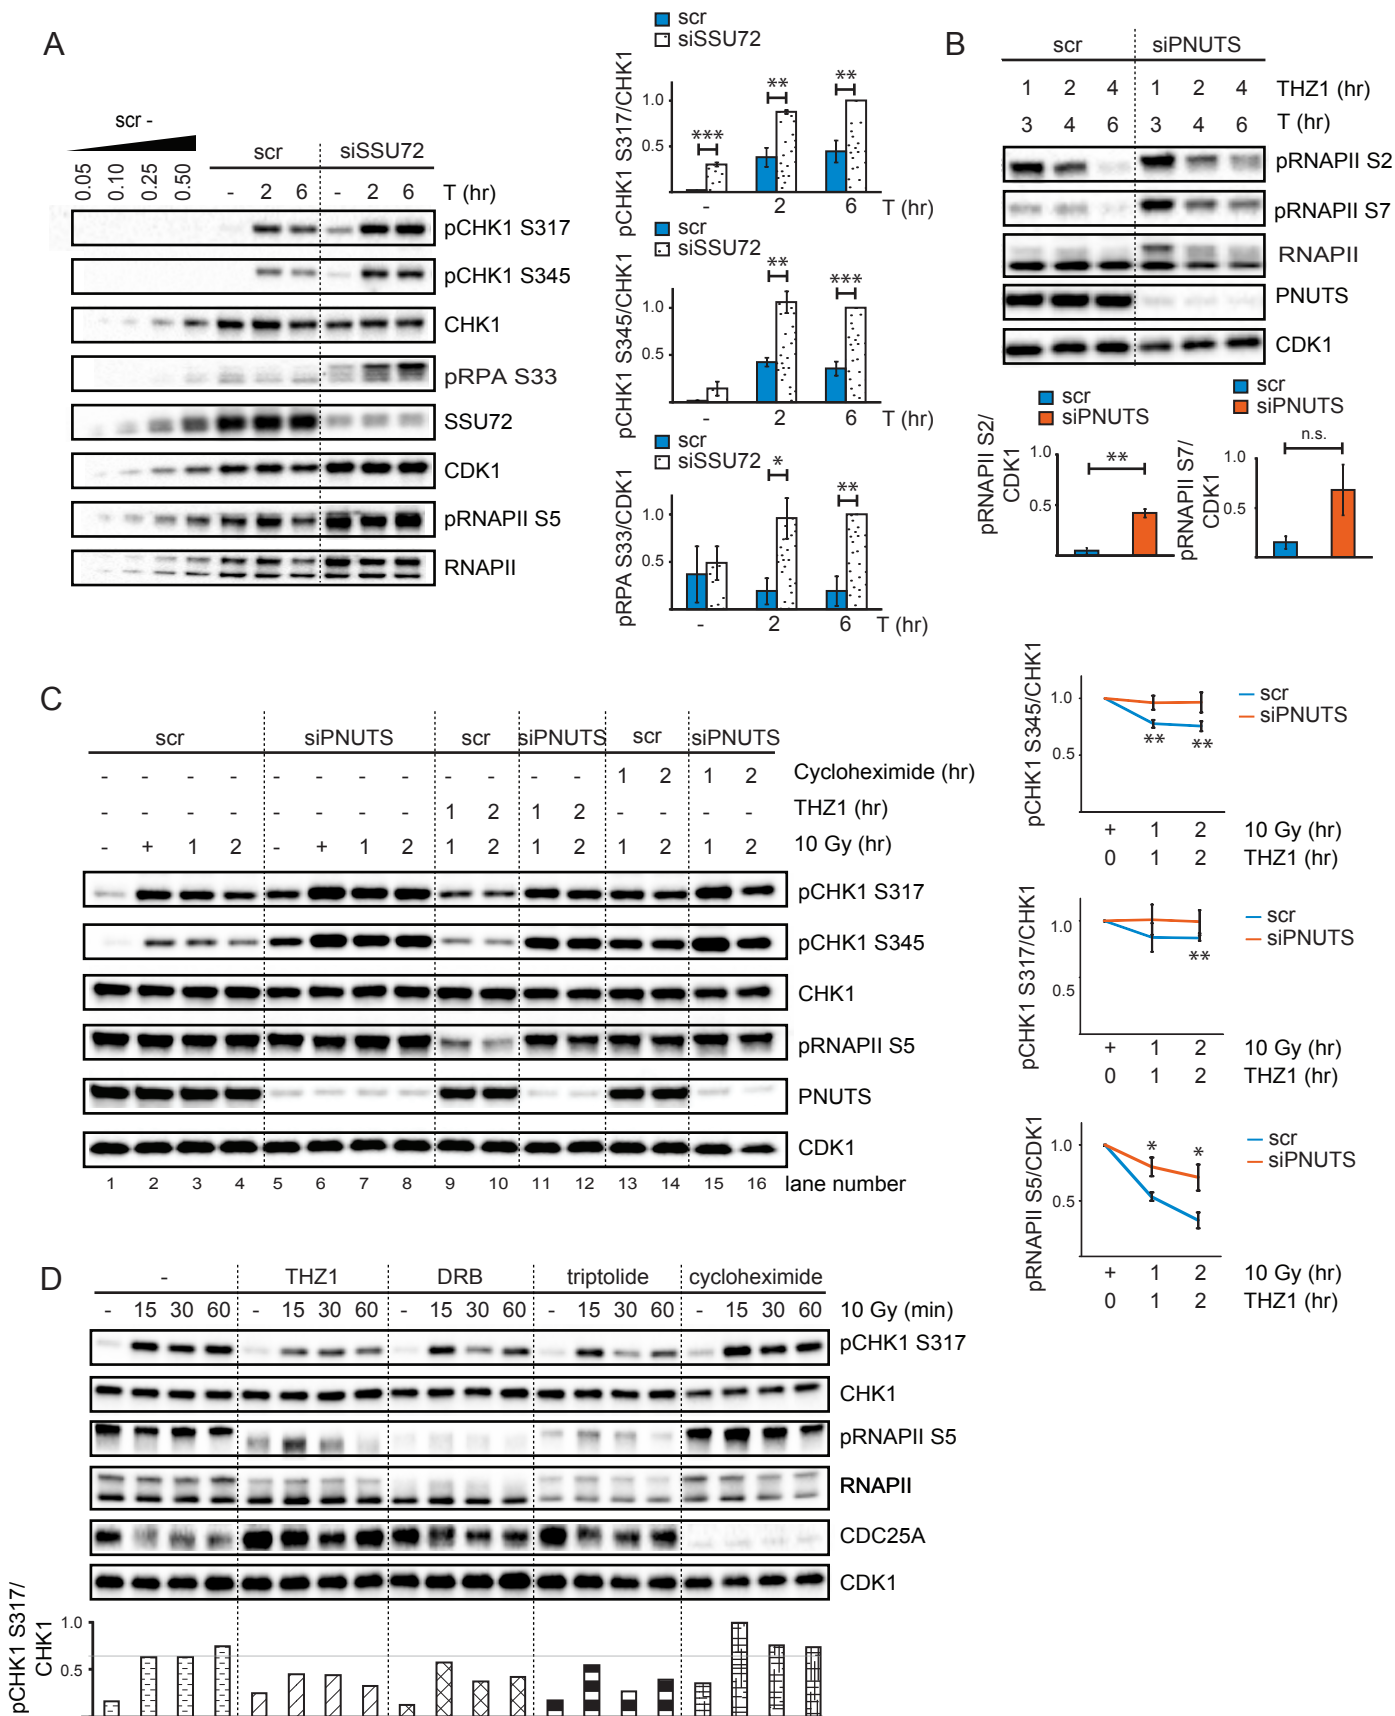 A
scr -
0.05 0.10 0.25 0.50
scr siSSU72
- 2 6 - 2 6 T (hr)
pCHK1 S317
pCHK1 S345
CHK1
pRPA S33
SSU72
CDK1
pRNAPII S5
RNAPII
scr
siSSU72
pCHK1 S317/CHK1
1.0
0.5
*** ** **
- 2 6 T (hr)
scr
siSSU72
pCHK1 S345/CHK1
1.0
0.5
** ***
- 2 6 T (hr)
scr
siSSU72
pRPA S33/CDK1
1.0
0.5
* **
- 2 6 T (hr)
B
scr siPNUTS
1 2 4 1 2 4 THZ1 (hr)
3 4 6 3 4 6 T (hr)
pRNAPII S2
pRNAPII S7
RNAPII
PNUTS
CDK1
scr
siPNUTS
pRNAPII S2/
CDK1
1.0
0.5
**
scr
siPNUTS
pRNAPII S7/
CDK1
1.0
0.5
n.s.
C
scr siPNUTS scr siPNUTS scr siPNUTS
- - - - - - - - - - - - 1 2 1 2 Cycloheximide (hr)
- - - - - - - - 1 2 1 2 - - - - THZ1 (hr)
- + 1 2 - + 1 2 1 2 1 2 1 2 1 2 10 Gy (hr)
pCHK1 S317
pCHK1 S345
CHK1
pRNAPII S5
PNUTS
CDK1
1 2 3 4 5 6 7 8 9 10 11 12 13 14 15 16 lane number
pCHK1 S345/CHK1
1.0
0.5
scr
siPNUTS
** **
+ 1 2 10 Gy (hr)
0 1 2 THZ1 (hr)
pCHK1 S317/CHK1
1.0
0.5
scr
siPNUTS
**
+ 1 2 10 Gy (hr)
0 1 2 THZ1 (hr)
pRNAPII S5/CDK1
1.0
0.5
scr
siPNUTS
* *
+ 1 2 10 Gy (hr)
0 1 2 THZ1 (hr)
D
- THZ1 DRB triptolide cycloheximide
- 15 30 60 - 15 30 60 - 15 30 60 - 15 30 60 - 15 30 60 10 Gy (min)
pCHK1 S317
CHK1
pRNAPII S5
RNAPII
CDC25A
CDK1
pCHK1 S317/
CHK1
1.0
0.5